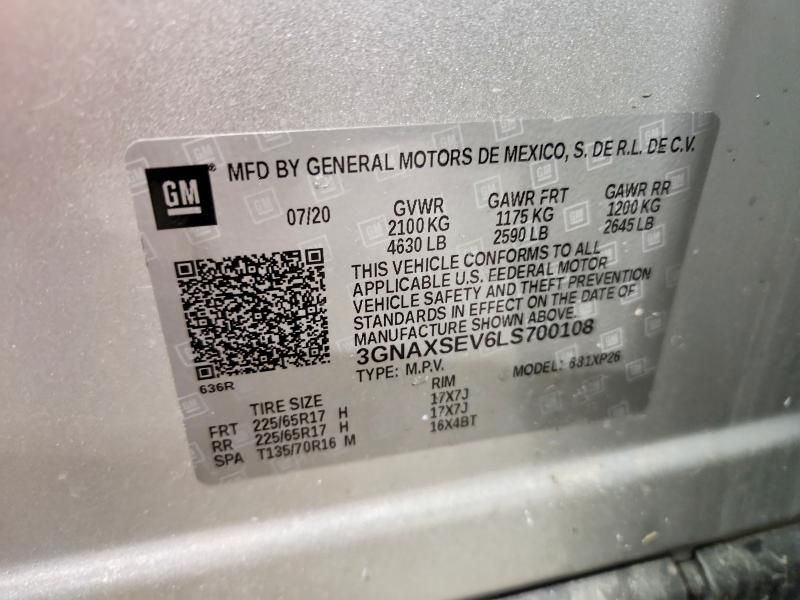 GM
MFD BY GENERAL MOTORS DE MEXICO, S. DE R.L. DE C.V.
07/20 GVWR GAWR FRT GAWR RR
2100 KG 1175 KG 1200 KG
4630 LB 2590 LB 2645 LB
THIS VEHICLE CONFORMS TO ALL
APPLICABLE U.S. FEDERAL MOTOR
VEHICLE SAFETY AND THEFT PREVENTION
STANDARDS IN EFFECT ON THE DATE OF
MANUFACTURE SHOWN ABOVE.
3GNAXSEV6LS700108
TYPE: M.P.V. MODEL: 681XP26
636R
TIRE SIZE RIM
FRT 225/65R17 H 17X7J
RR 225/65R17 H 17X7J
SPA T135/70R16 M 16X4BT